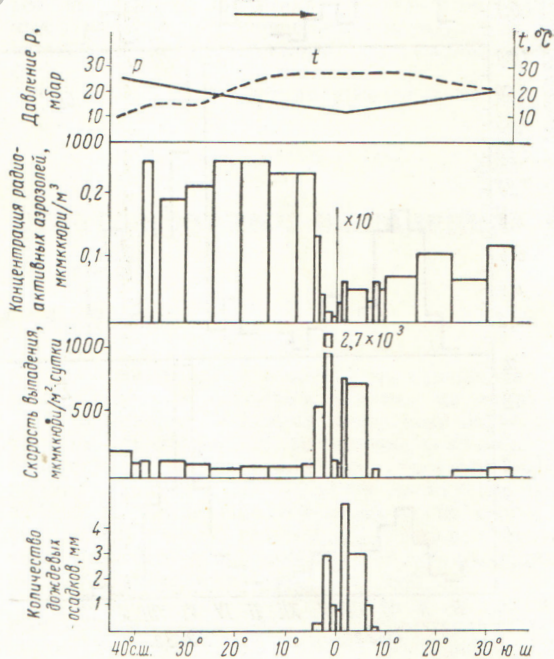 Давление р,
мбар
30
20
10
1000
р
t
t, °C
30
20
10
Концентрация радио-
активных аэрозолей,
мкмккюри/м³
0,2
0,1
×10
Скорость выпадения,
мкмккюри/м²·сутки
1000
500
2,7×10³
Количество
дождевых
осадков, мм
4
3
2
1
40°с.ш. 30° 20° 10° 0 10° 20° 30° ю ш